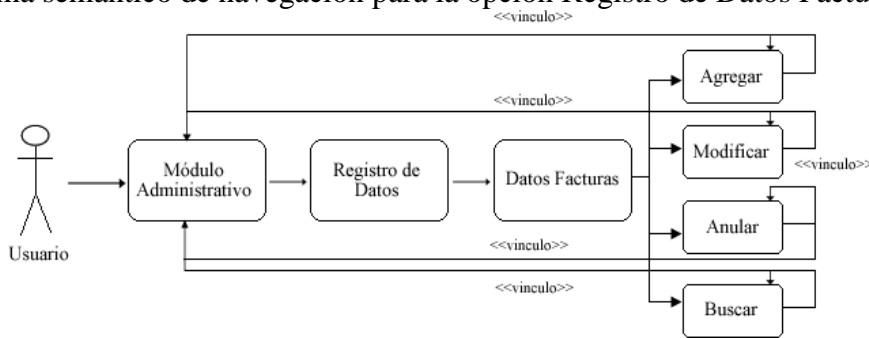 ma semántico de navegación para la opción Registro de Datos Factu
<<vinculo>>
Agregar
<<vinculo>>
Modificar
<<vinculo>>
Módulo
Administrativo
Registro de
Datos
Datos Facturas
Usuario
Anular
<<vinculo>>
<<vinculo>>
Buscar